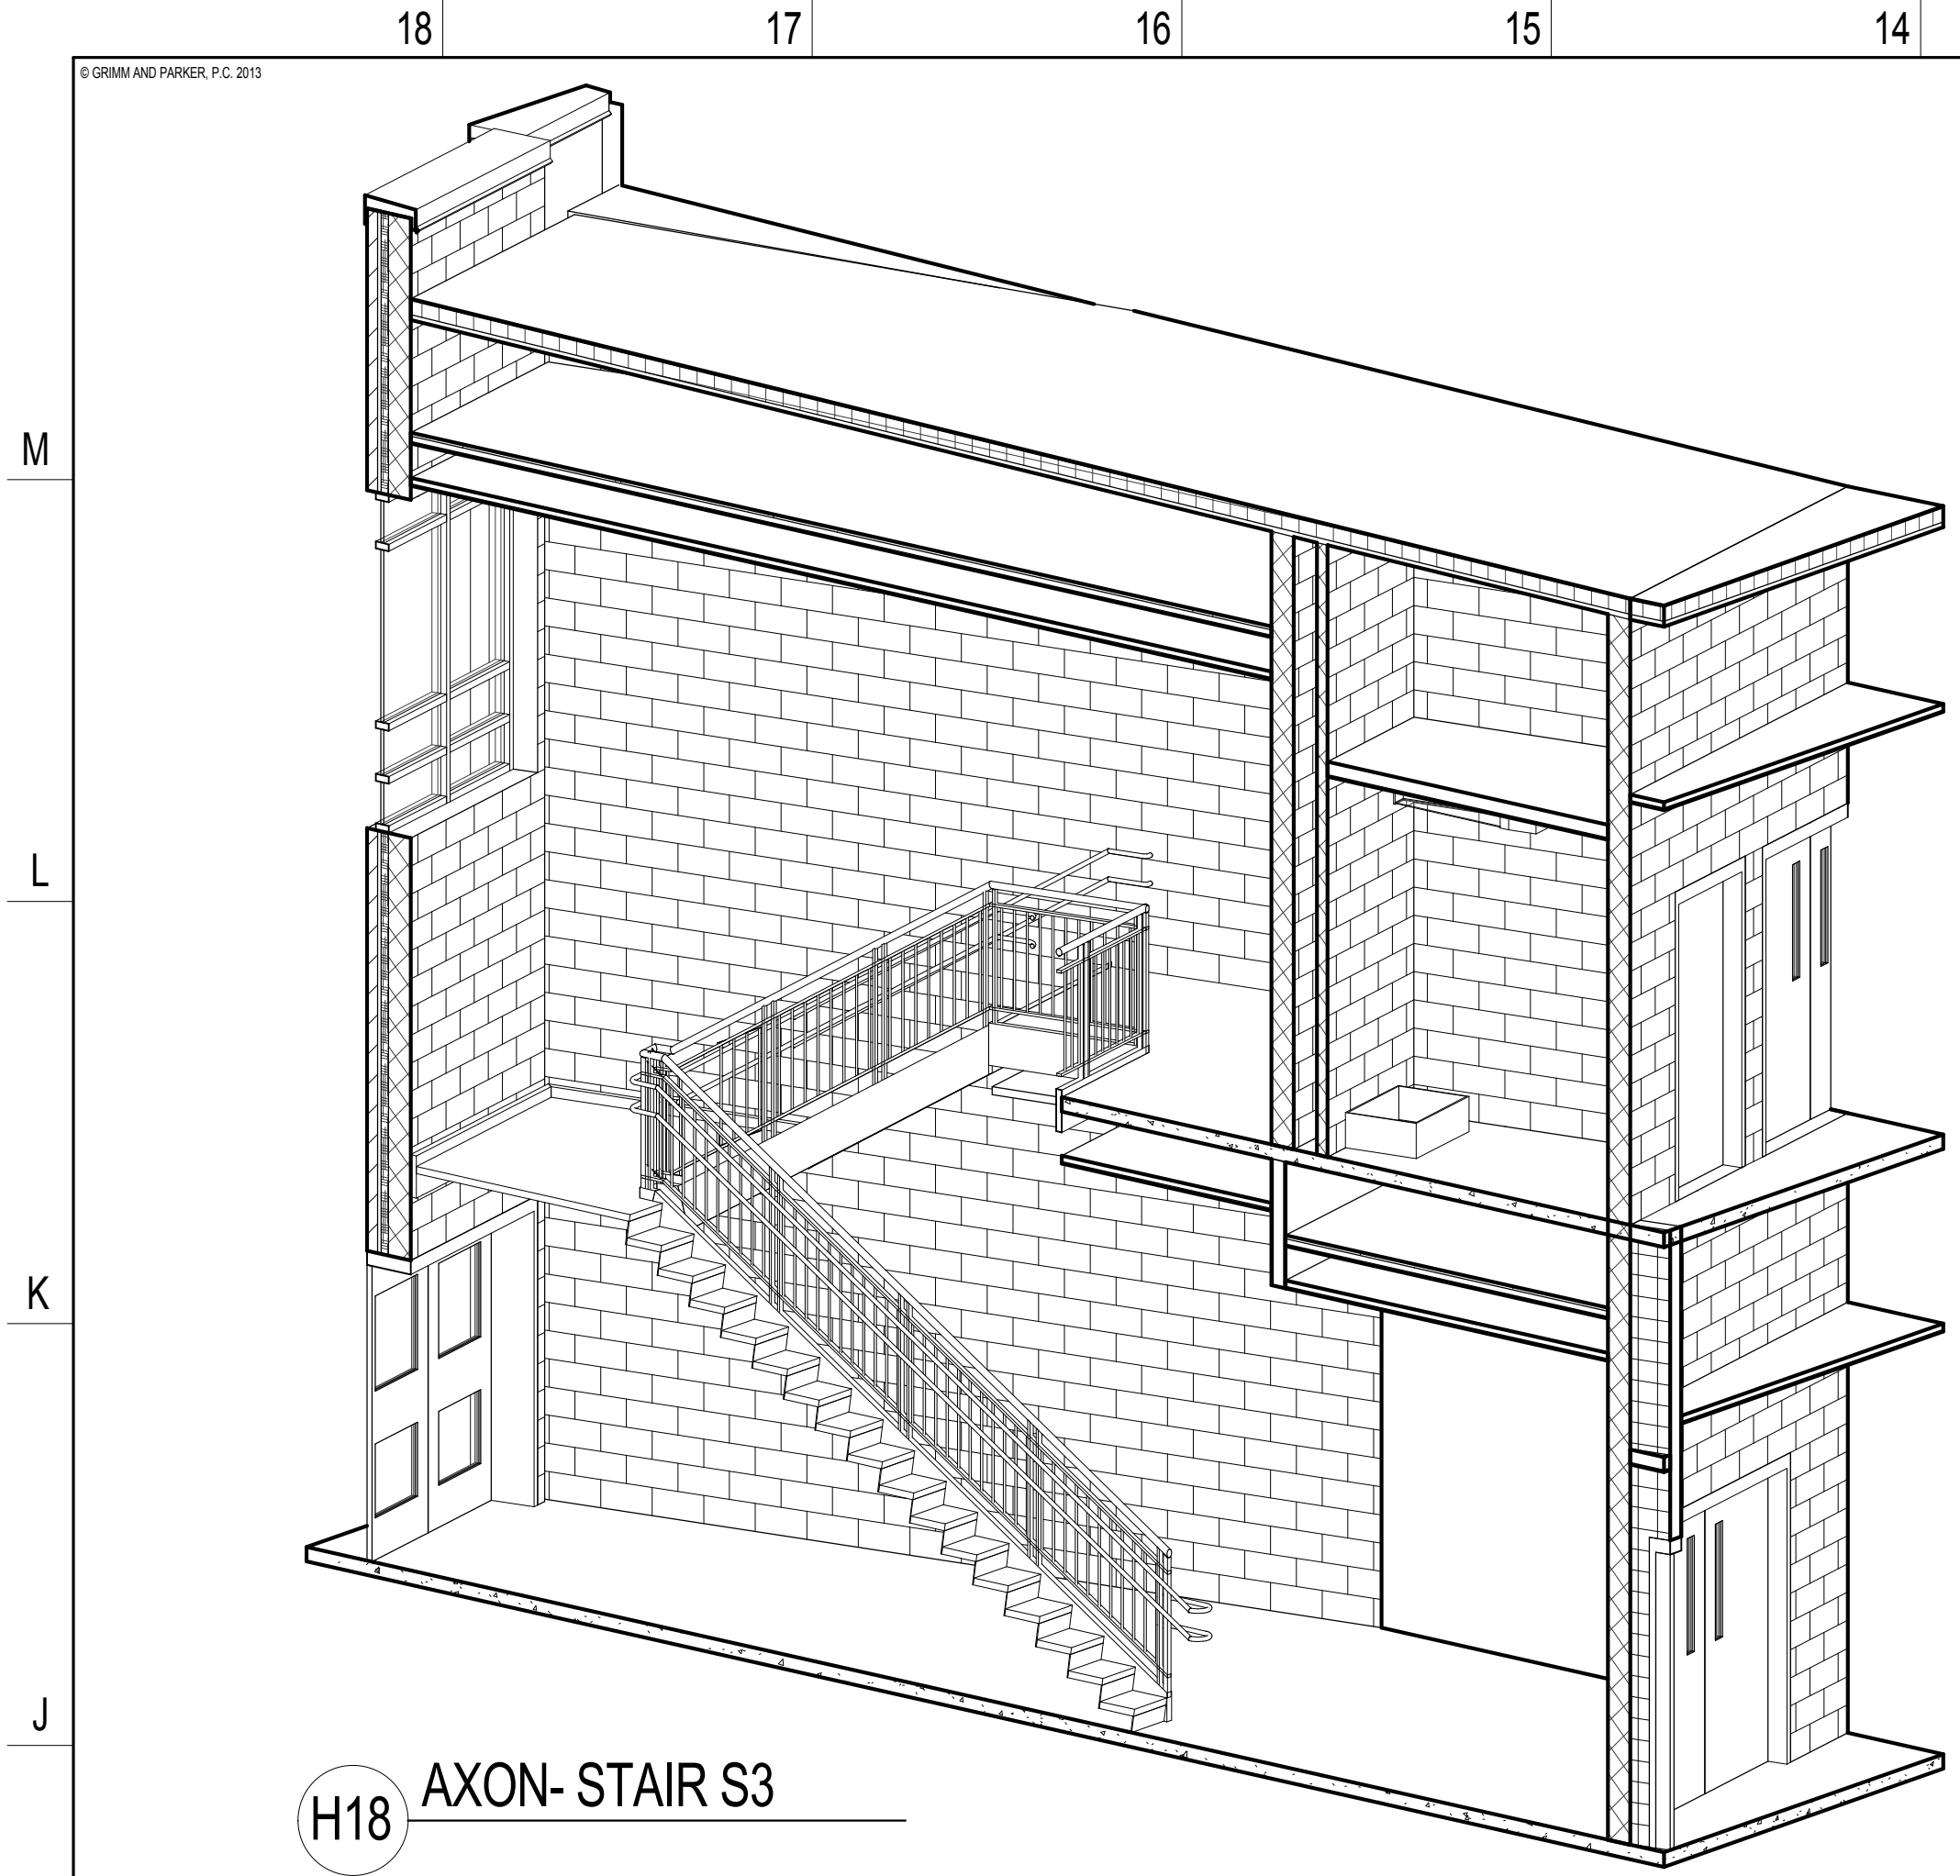 18 17 16 15 14
© GRIMM AND PARKER, P.C. 2013
M
L
K
J
H18 AXON- STAIR S3